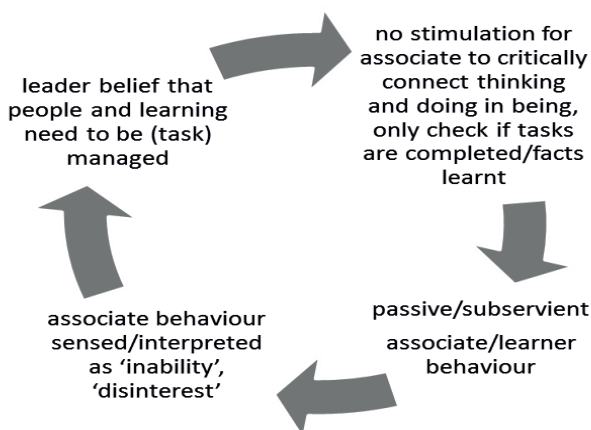 leader belief that
people and learning
need to be (task)
managed
no stimulation for
associate to critically
connect thinking
and doing in being,
only check if tasks
are completed/facts
learnt
passive/subservient
associate/learner
behaviour
associate behaviour
sensed/interpreted
as ‘inability’,
‘disinterest’